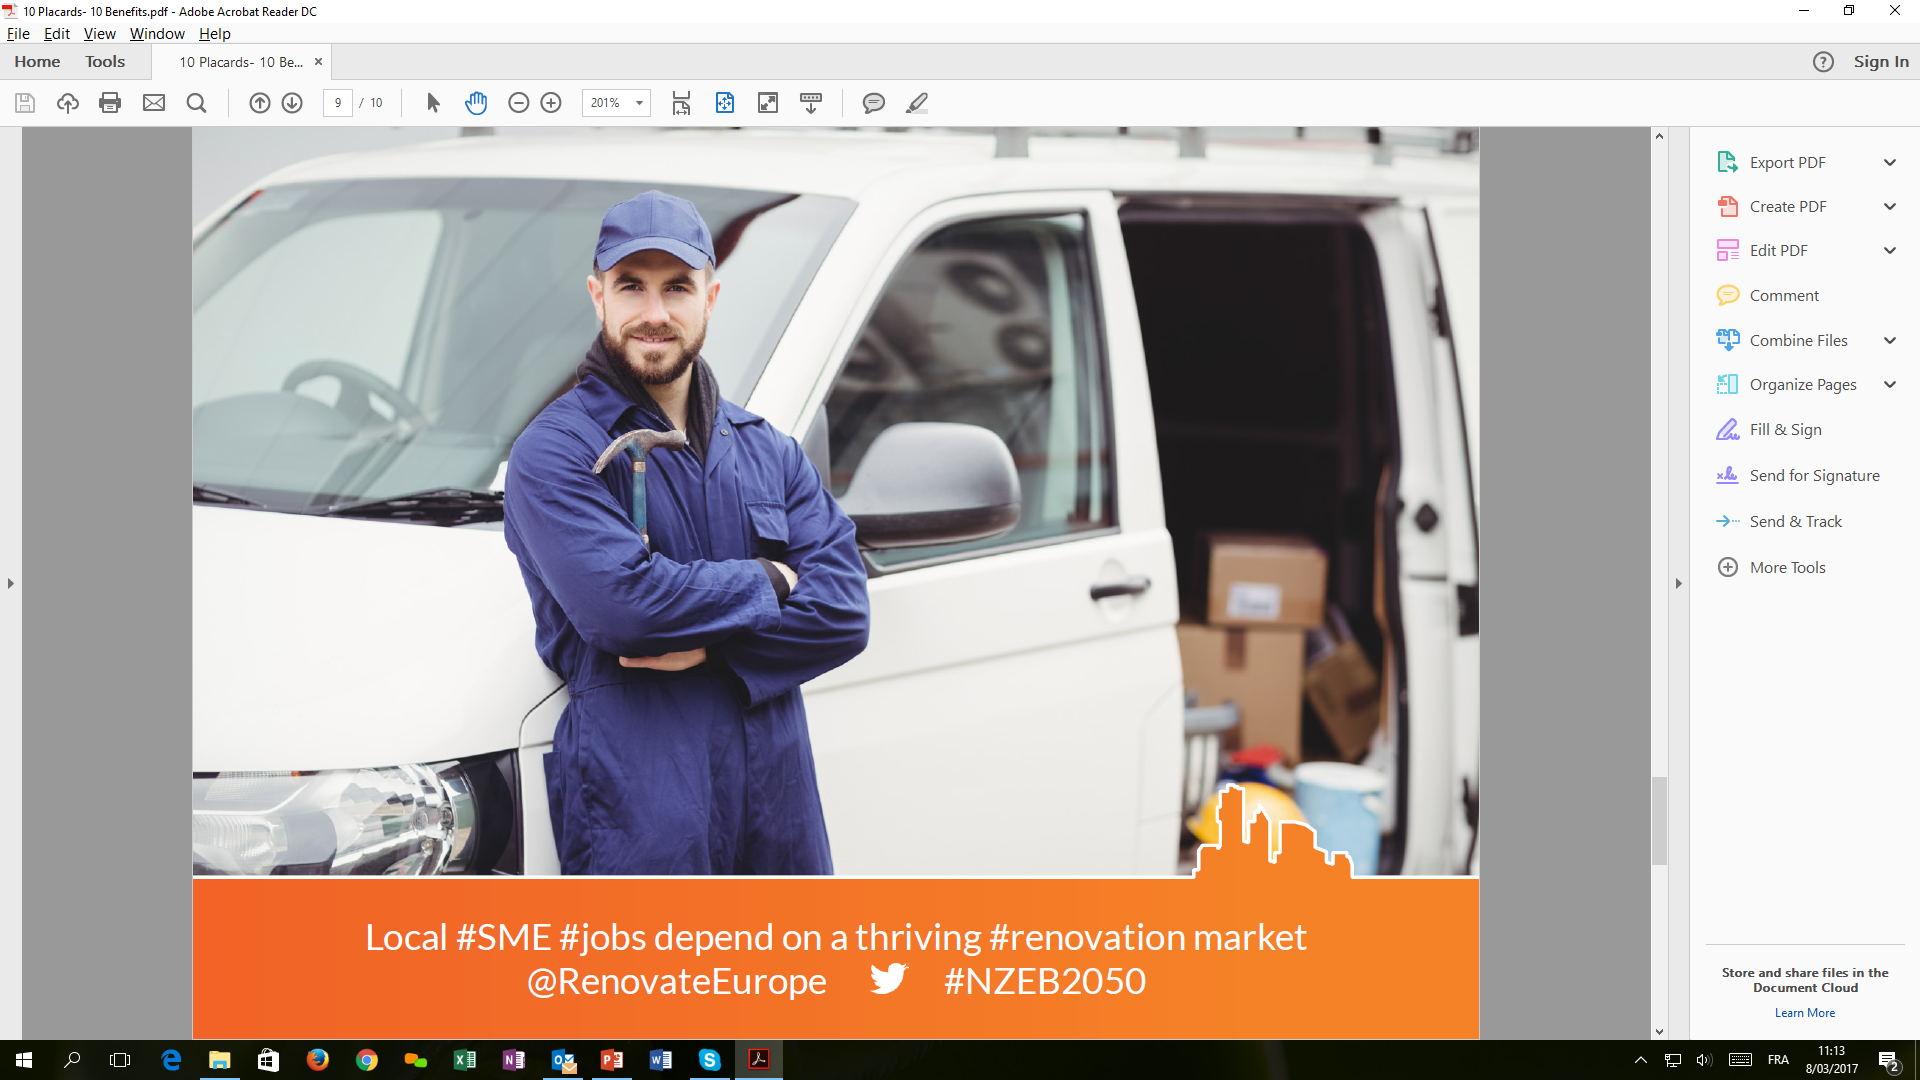 10 Placards- 10 Benefits.pdf - Adobe Acrobat Reader DC
File Edit View Window Help
Home Tools 10 Placards- 10 Be... Sign In
9 / 10 201%
Export PDF
Create PDF
Edit PDF
Comment
Combine Files
Organize Pages
Fill & Sign
Send for Signature
Send & Track
More Tools
Local #SME #jobs depend on a thriving #renovation market
@RenovateEurope #NZEB2050
Store and share files in the
Document Cloud
Learn More
FRA
11:13
8/03/2017
2